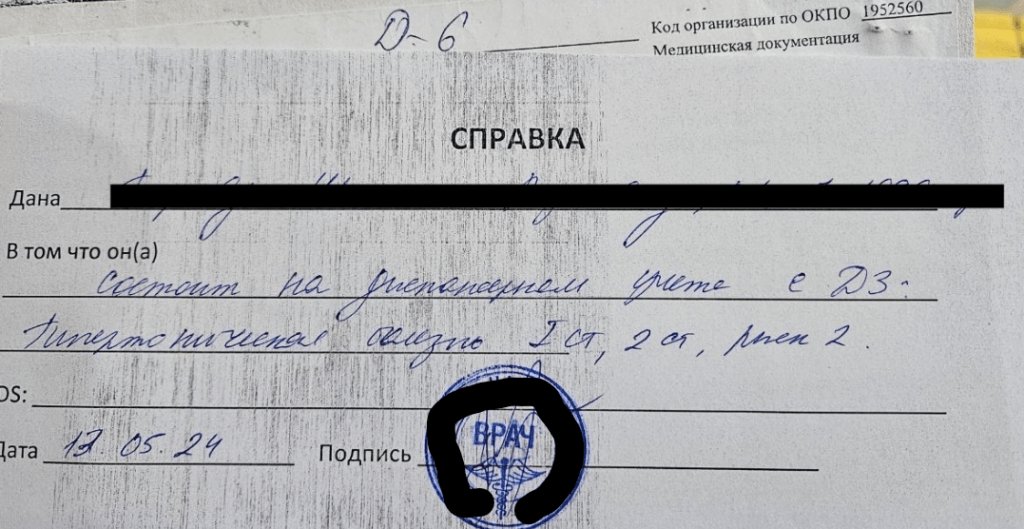 Д-6
Код организации по ОКПО 1952560
Медицинская документация
СПРАВКА
Дана
В том что он(а)
состоит на диспансерном учете с ДЗ:
Гипертоническая болезнь I ст, 2 ст, риск 2.
DS:
Дата 13.05.24 Подпись
ВРАЧ